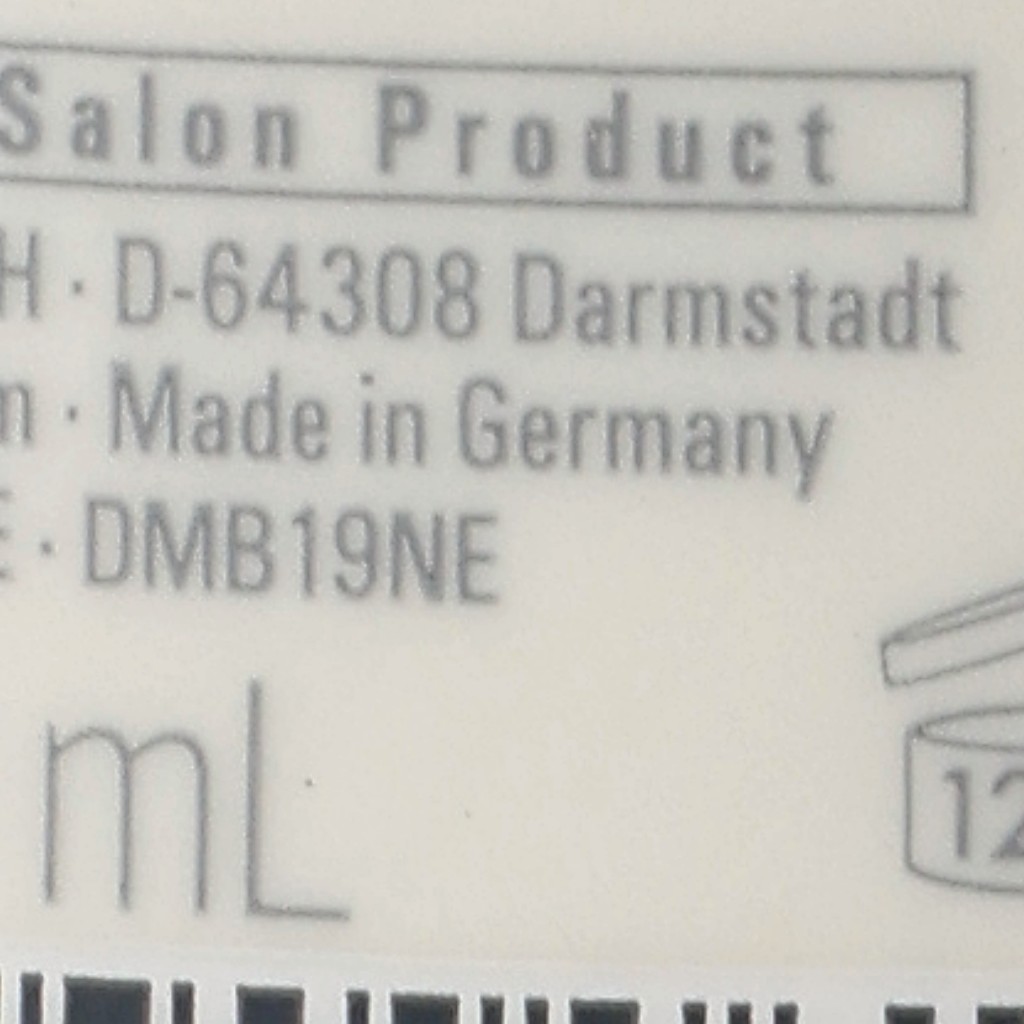 Salon Product
H · D-64308 Darmstadt
· Made in Germany
· DMB19NE
mL
12